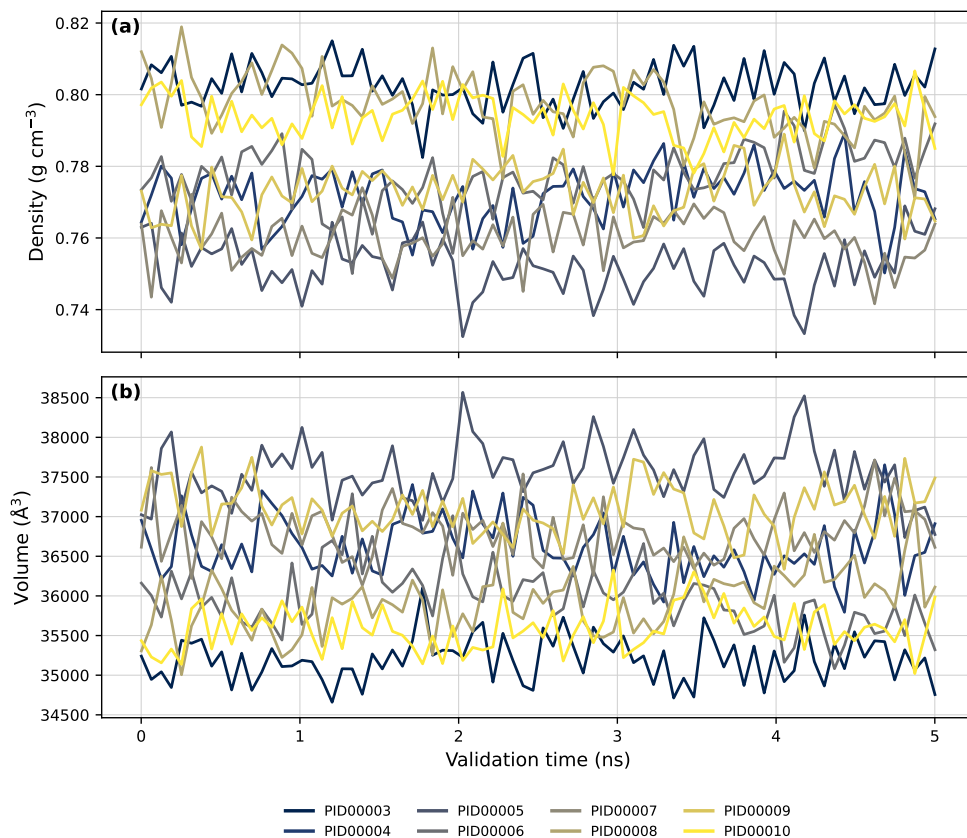 (a)
0.82
0.80
0.78
0.76
0.74
Density (g cm⁻³)
(b)
38500
38000
37500
37000
36500
36000
35500
35000
34500
Volume (Å³)
0 1 2 3 4 5
Validation time (ns)
PID00003 PID00005 PID00007 PID00009
PID00004 PID00006 PID00008 PID00010